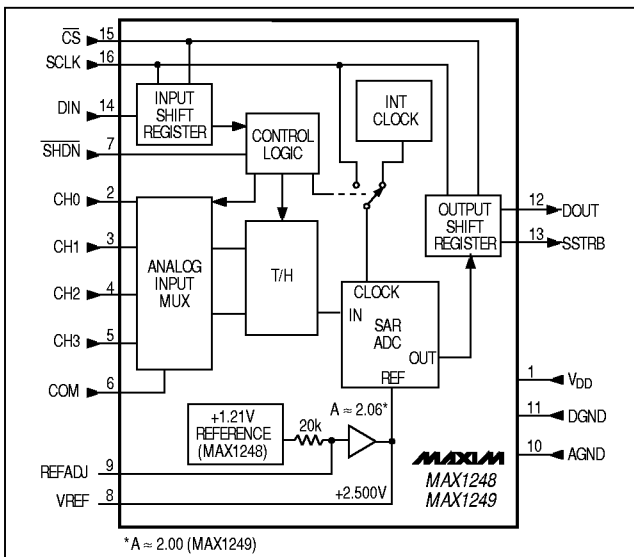 CS 15
SCLK 16
DIN 14
SHDN 7
CH0 2
CH1 3
CH2 4
CH3 5
COM 6
REFADJ 9
VREF 8
INPUT
SHIFT
REGISTER
CONTROL
LOGIC
INT
CLOCK
ANALOG
INPUT
MUX
T/H
CLOCK
IN
SAR
ADC
OUT
REF
OUTPUT
SHIFT
REGISTER
12 DOUT
13 SSTRB
1 VDD
11 DGND
10 AGND
+1.21V
REFERENCE
(MAX1248)
20k
A ≈ 2.06*
+2.500V
MAXIM
MAX1248
MAX1249
*A ≈ 2.00 (MAX1249)